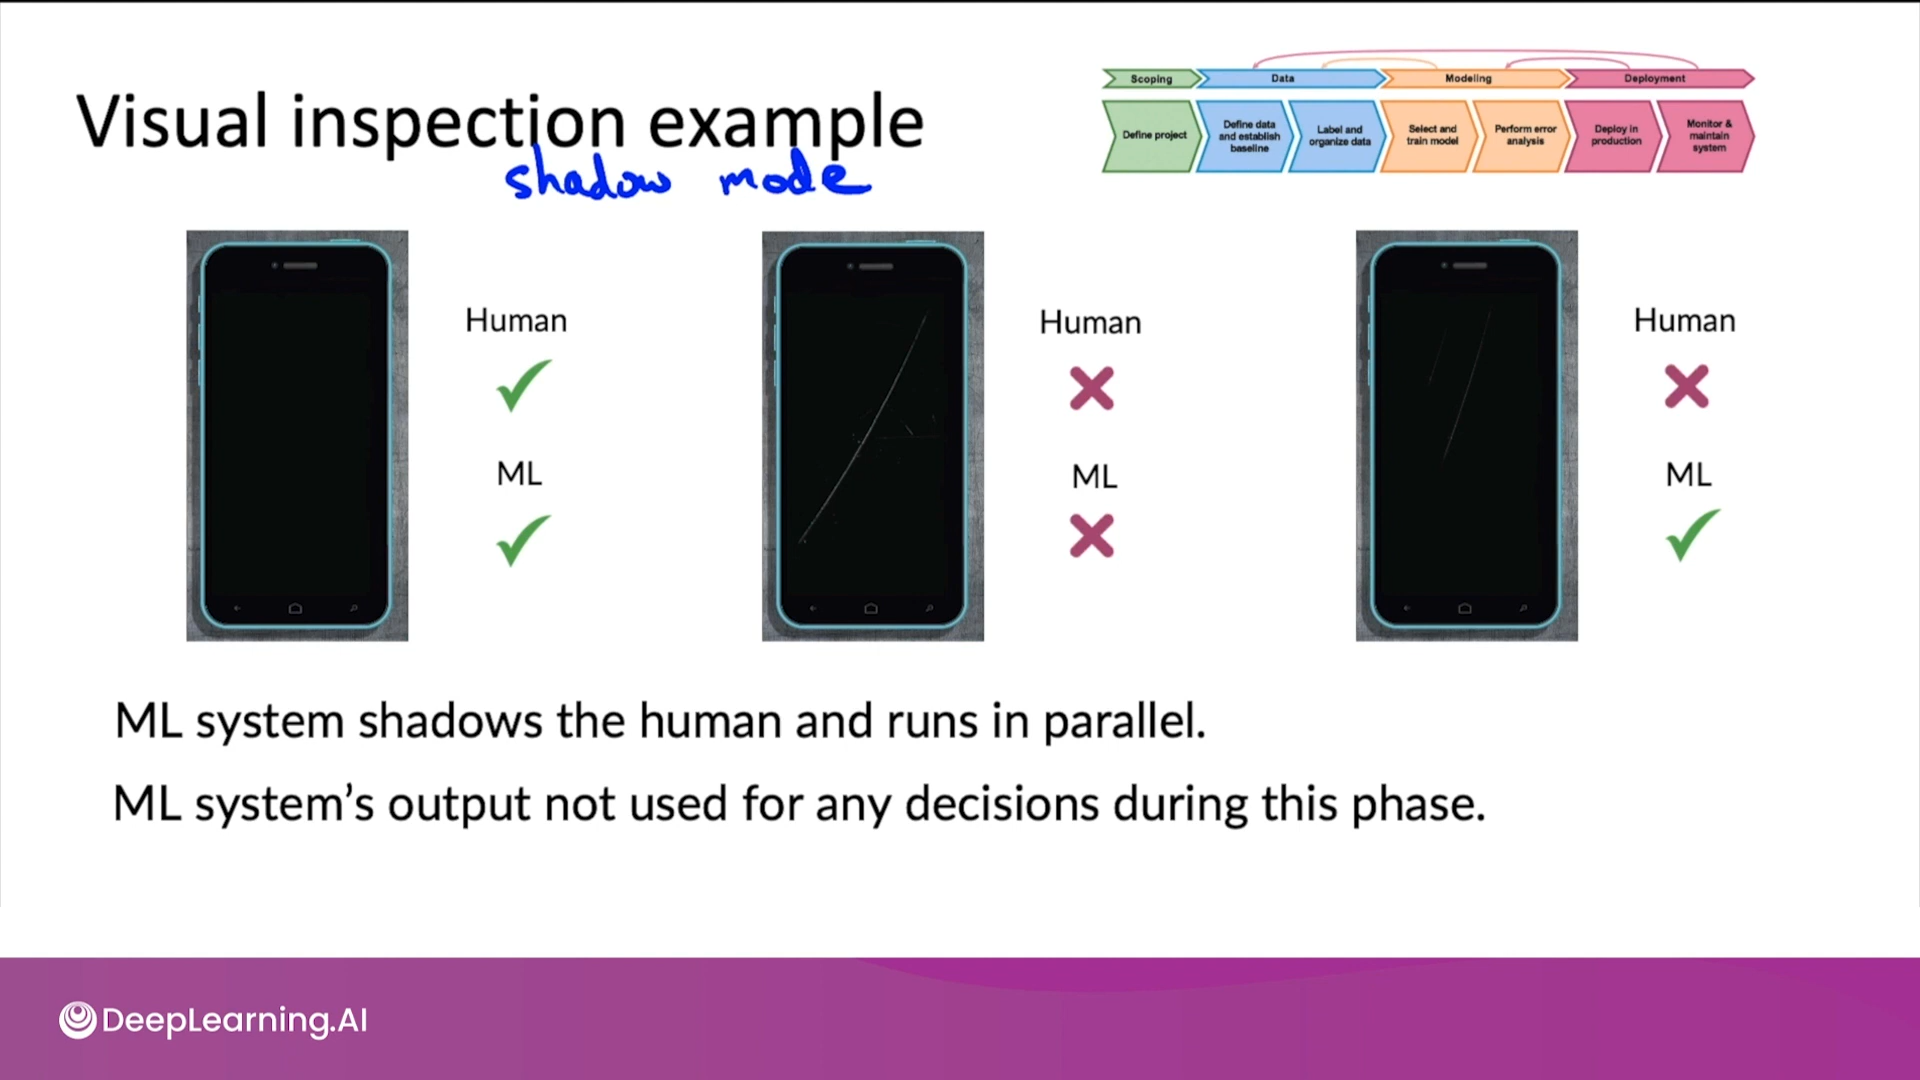 Visual inspection example
shadow mode
Scoping
Data
Modeling
Deployment
Define project
Define data
and establish
baseline
Label and
organize data
Select and
train model
Perform error
analysis
Deploy in
production
Monitor &
maintain
system
Human
ML
Human
ML
Human
ML
ML system shadows the human and runs in parallel.
ML system’s output not used for any decisions during this phase.
DeepLearning.AI